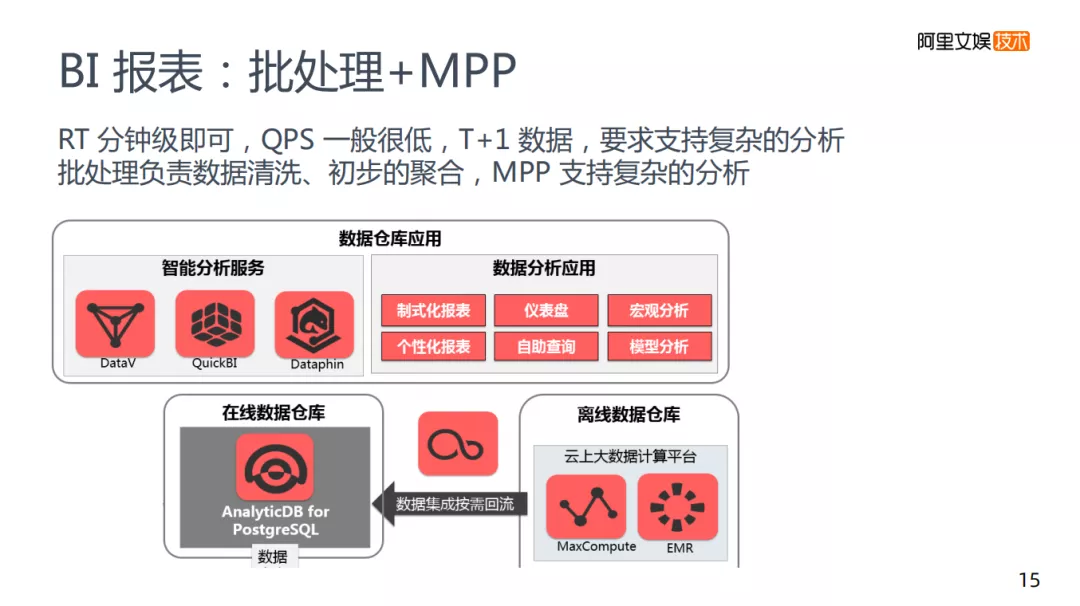 阿里文娱技术
BI 报表：批处理+MPP
RT 分钟级即可，QPS 一般很低，T+1 数据，要求支持复杂的分析
批处理负责数据清洗、初步的聚合，MPP 支持复杂的分析
数据仓库应用
智能分析服务
DataV
QuickBI
Dataphin
数据分析应用
制式化报表
仪表盘
宏观分析
个性化报表
自助查询
模型分析
在线数据仓库
AnalyticDB for
PostgreSQL
数据
数据集成按需回流
离线数据仓库
云上大数据计算平台
MaxCompute
EMR
15